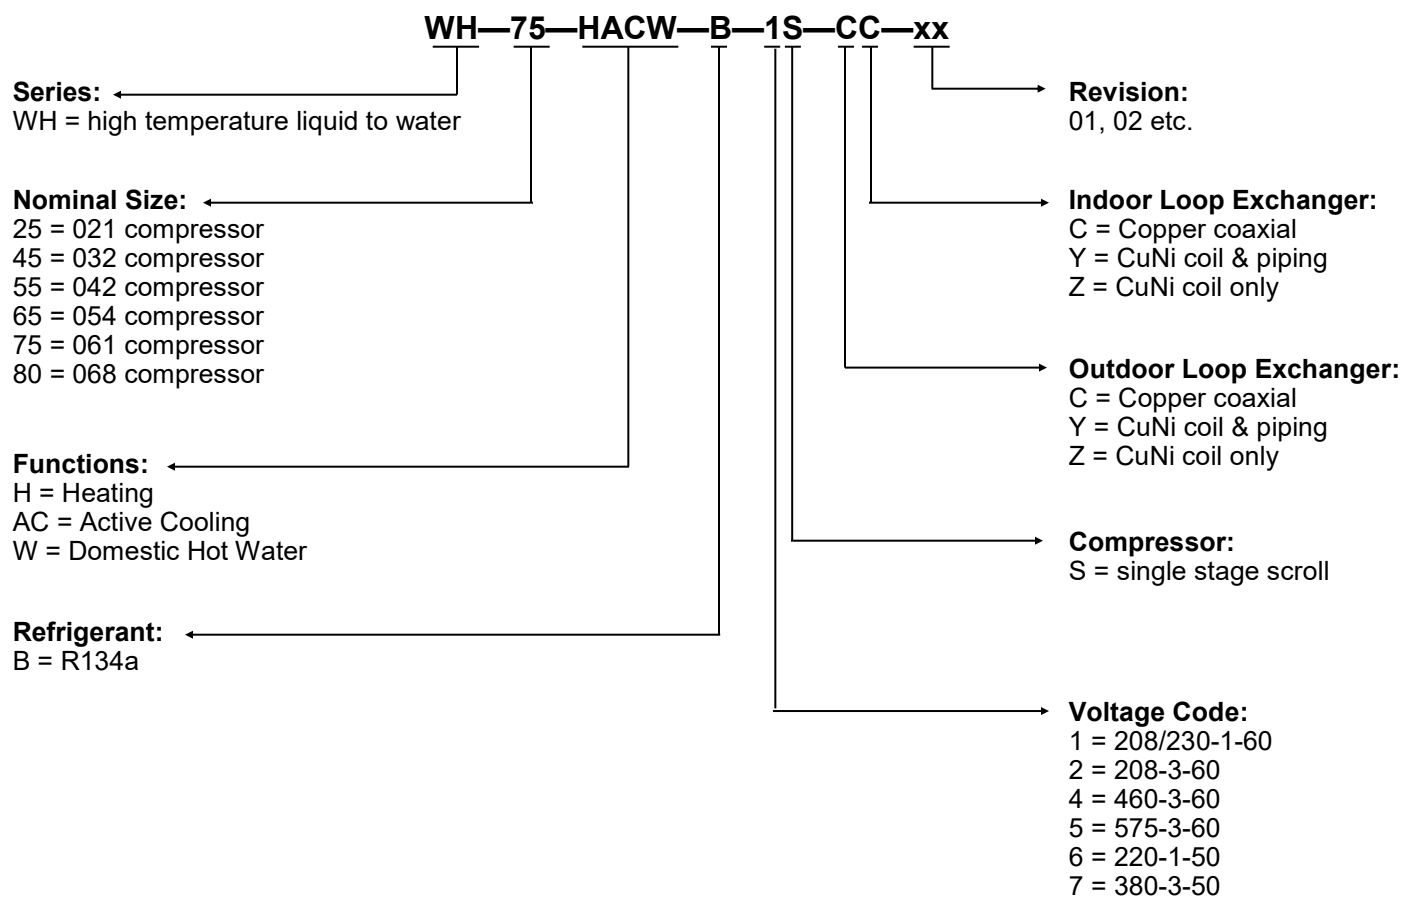 WH—75—HACW—B—1S—CC—xx
Series:
WH = high temperature liquid to water
Nominal Size:
25 = 021 compressor
45 = 032 compressor
55 = 042 compressor
65 = 054 compressor
75 = 061 compressor
80 = 068 compressor
Functions:
H = Heating
AC = Active Cooling
W = Domestic Hot Water
Refrigerant:
B = R134a
Revision:
01, 02 etc.
Indoor Loop Exchanger:
C = Copper coaxial
Y = CuNi coil & piping
Z = CuNi coil only
Outdoor Loop Exchanger:
C = Copper coaxial
Y = CuNi coil & piping
Z = CuNi coil only
Compressor:
S = single stage scroll
Voltage Code:
1 = 208/230-1-60
2 = 208-3-60
4 = 460-3-60
5 = 575-3-60
6 = 220-1-50
7 = 380-3-50